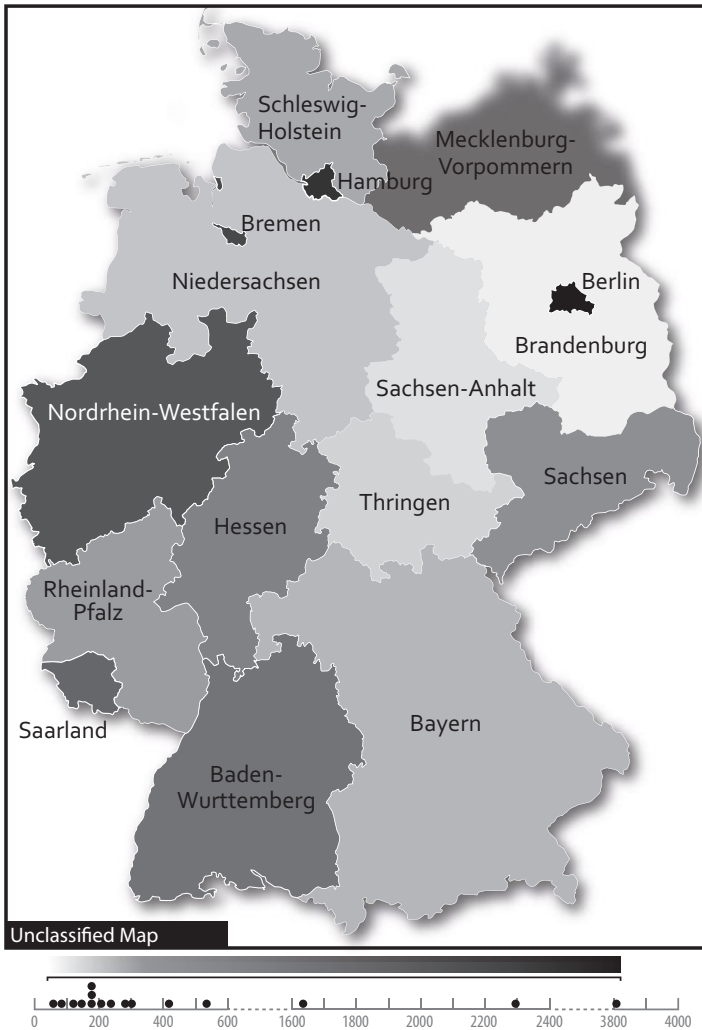 Schleswig-
Holstein
Mecklenburg-
Vorpommern
Hamburg
Bremen
Niedersachsen
Berlin
Brandenburg
Sachsen-Anhalt
Nordrhein-Westfalen
Sachsen
Thringen
Hessen
Rheinland-
Pfalz
Saarland
Bayern
Baden-
Wurttemberg
Unclassified Map
0 200 400 600 1600 1800 2000 2200 2400 3600 3800 4000